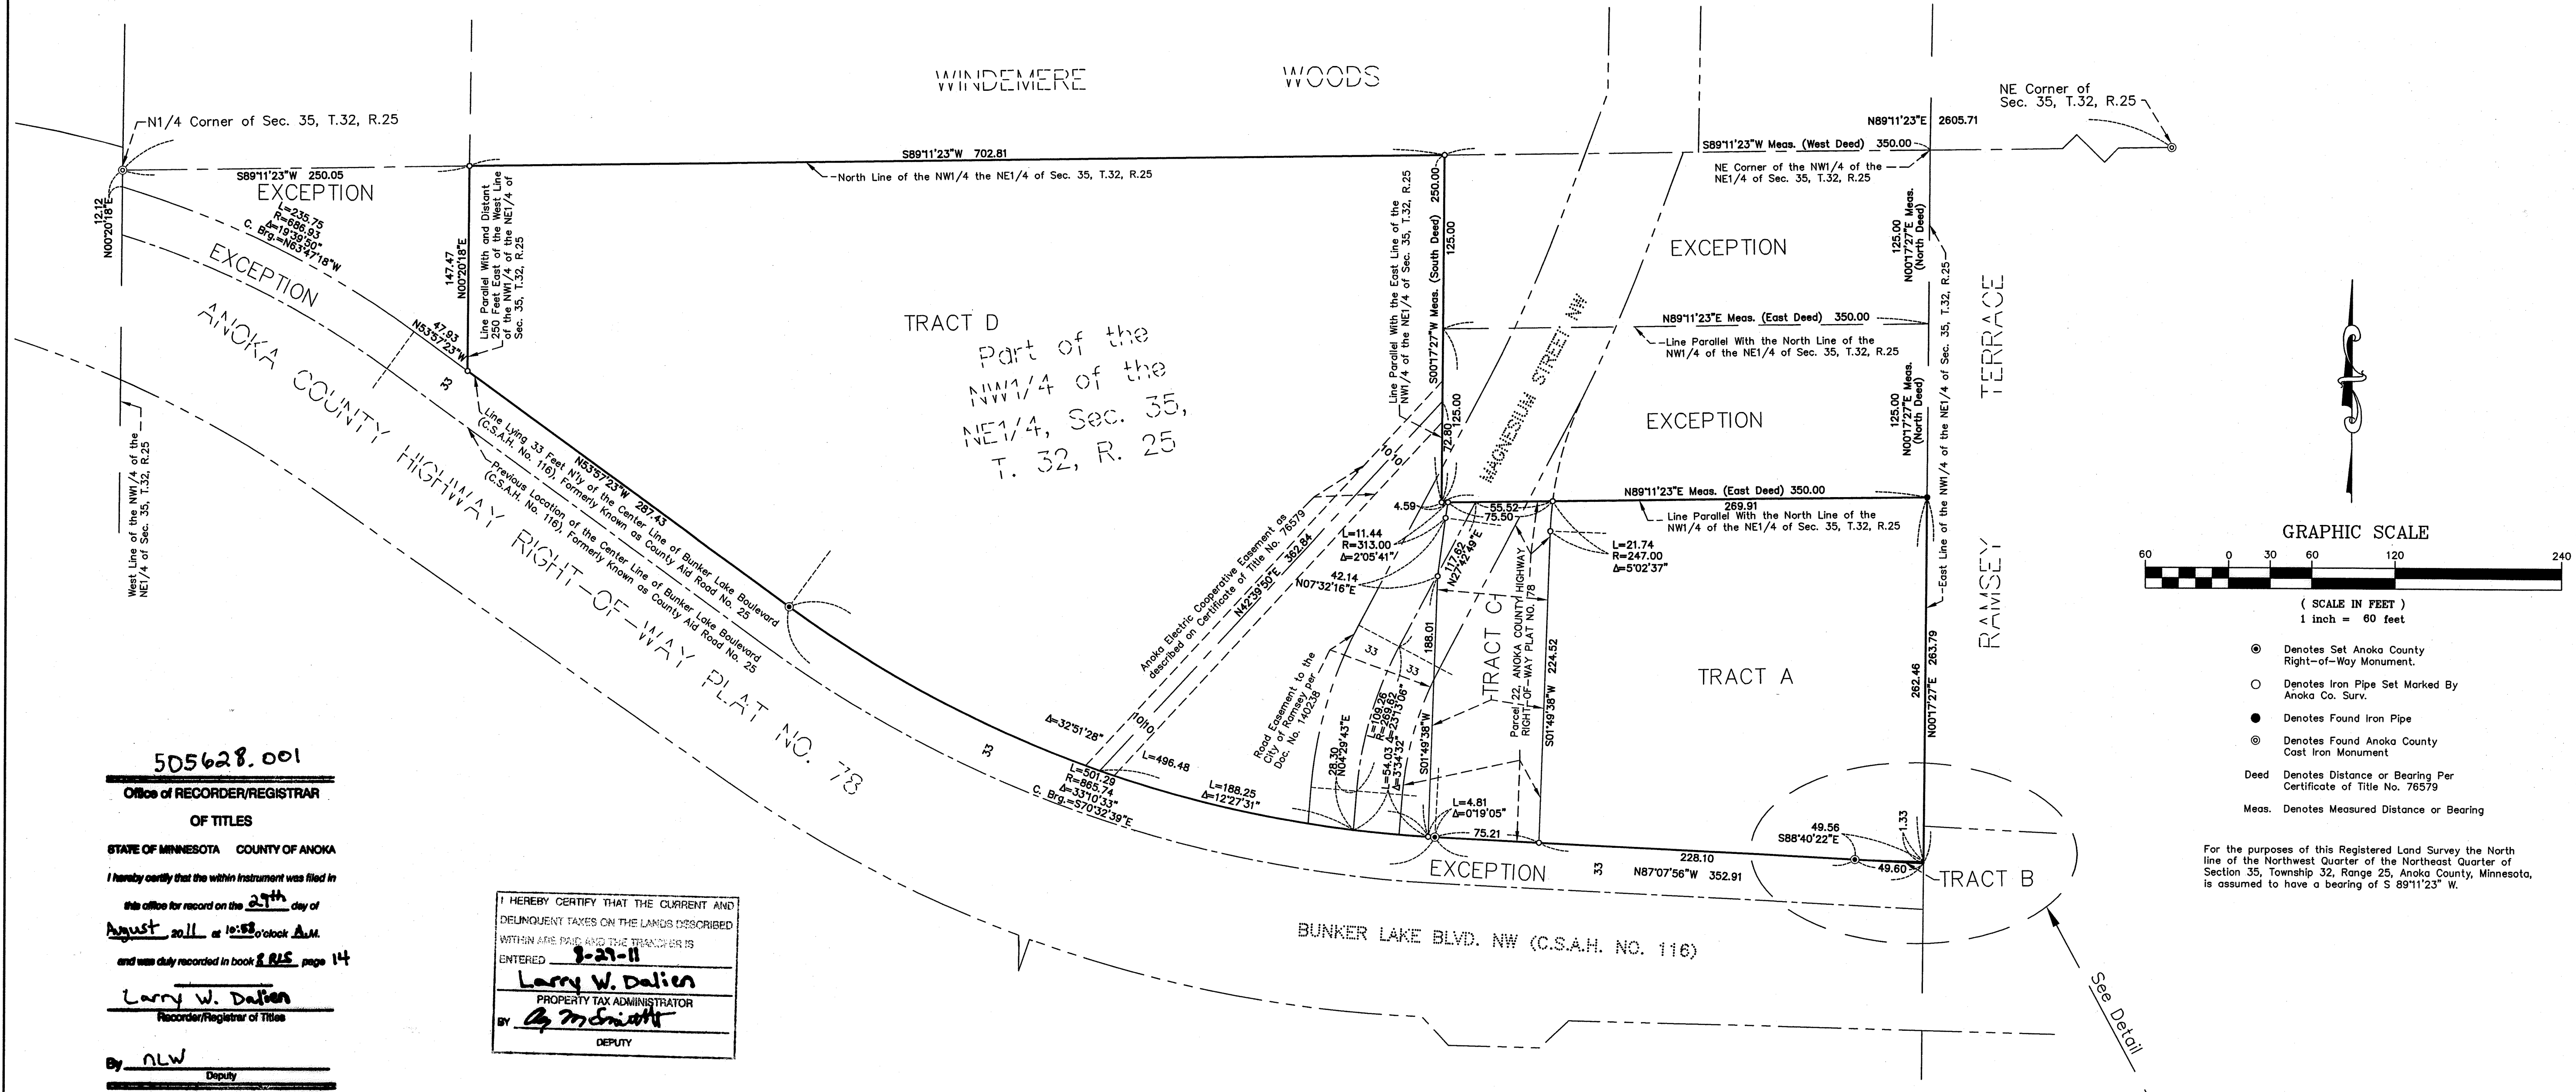 WINDEMERE WOODS
N1/4 Corner of Sec. 35, T.32, R.25
NE Corner of
Sec. 35, T.32, R.25
N89°11'23"E 2605.71
S89°11'23"W 702.81
North Line of the NW1/4 the NE1/4 of Sec. 35, T.32, R.25
S89°11'23"W Meas. (West Deed) 350.00
NE Corner of the NW1/4 of the
NE1/4 of Sec. 35, T.32, R.25
S89°11'23"W 250.05
EXCEPTION
12.12
N00°20'18"E
L=235.75
R=686.93
Δ=19°39'50"
C. Brg.=N63°47'18"W
EXCEPTION
147.47
N00°20'18"E
Line Parallel With and Distant
250 Feet East of the West Line
of the NW1/4 of the NE1/4 of
Sec. 35, T.32, R.25
47.93
N53°57'23"W
33
ANOKA COUNTY HIGHWAY RIGHT-OF-WAY PLAT NO. 78
West Line of the NW1/4 of the
NE1/4 of Sec. 35, T.32, R.25
N53°57'23"W 287.43
Line Lying 33 Feet N'ly of the Center Line of Bunker Lake Boulevard
(C.S.A.H. No. 116), Formerly Known as County Aid Road No. 25
Previous Location of the Center Line of Bunker Lake Boulevard
(C.S.A.H. No. 116), Formerly Known as County Aid Road No. 25
TRACT D
Part of the
NW1/4 of the
NE1/4, Sec. 35,
T. 32, R. 25
Line Parallel With the East Line of the
NW1/4 of the NE1/4 of Sec. 35, T.32, R.25
S00°17'27"W Meas. (South Deed) 250.00
125.00
125.00
72.80
MAGNESIUM STREET NW
EXCEPTION
125.00
N00°17'27"E Meas.
(North Deed)
N89°11'23"E Meas. (East Deed) 350.00
Line Parallel With the North Line of the
NW1/4 of the NE1/4 of Sec. 35, T.32, R.25
EXCEPTION
125.00
N00°17'27"E Meas.
(North Deed)
East Line of the NW1/4 of the NE1/4 of Sec. 35, T.32, R.25
RAMSEY TERRACE
N89°11'23"E Meas. (East Deed) 350.00
269.91
Line Parallel With the North Line of the
NW1/4 of the NE1/4 of Sec. 35, T.32, R.25
4.59
55.52
75.50
L=11.44
R=313.00
Δ=2°05'41"
L=21.74
R=247.00
Δ=5°02'37"
42.14
N07°32'16"E
117.62
N27°42'49"E
1010
Anoka Electric Cooperative Easement as
described on Certificate of Title No. 76579
N42°39'50"E 362.84
10/10
Road Easement to the
City of Ramsey per
Doc. No. 140238
33
33
28.30
N04°29'43"E
L=109.26
R=269.62
Δ=23°13'06"
L=54.03
Δ=3°34'32"
188.01
S01°49'38"W
TRACT C
Parcel 22, ANOKA COUNTY HIGHWAY
RIGHT-OF-WAY PLAT NO. 78
S01°49'38"W 224.52
TRACT A
262.46
N00°17'27"E 263.79
Δ=32°51'28"
33
L=496.48
L=501.29
R=865.74
Δ=33°10'33"
C. Brg.=S70°32'39"E
L=188.25
Δ=12°27'31"
L=4.81
Δ=0°19'05"
75.21
EXCEPTION
33
228.10
N87°07'56"W 352.91
49.56
S88°40'22"E
1.33
49.60
TRACT B
BUNKER LAKE BLVD. NW (C.S.A.H. NO. 116)
See Detail
GRAPHIC SCALE
60 0 30 60 120 240
( SCALE IN FEET )
1 inch = 60 feet
Denotes Set Anoka County
Right-of-Way Monument.
Denotes Iron Pipe Set Marked By
Anoka Co. Surv.
Denotes Found Iron Pipe
Denotes Found Anoka County
Cast Iron Monument
Deed Denotes Distance or Bearing Per
Certificate of Title No. 76579
Meas. Denotes Measured Distance or Bearing
For the purposes of this Registered Land Survey the North
line of the Northwest Quarter of the Northeast Quarter of
Section 35, Township 32, Range 25, Anoka County, Minnesota,
is assumed to have a bearing of S 89°11'23" W.
505628.001
Office of RECORDER/REGISTRAR
OF TITLES
STATE OF MINNESOTA COUNTY OF ANOKA
I hereby certify that the within instrument was filed in
this office for record on the 29th day of
August 2011 at 10:58 o'clock A.M.
and was duly recorded in book 8 RLS page 14
Larry W. Dalien
Recorder/Registrar of Titles
By NLW
Deputy
I HEREBY CERTIFY THAT THE CURRENT AND
DELINQUENT TAXES ON THE LANDS DESCRIBED
WITHIN ARE PAID AND THE TRANSFER IS
ENTERED 8-29-11
Larry W. Dalien
PROPERTY TAX ADMINISTRATOR
BY
DEPUTY